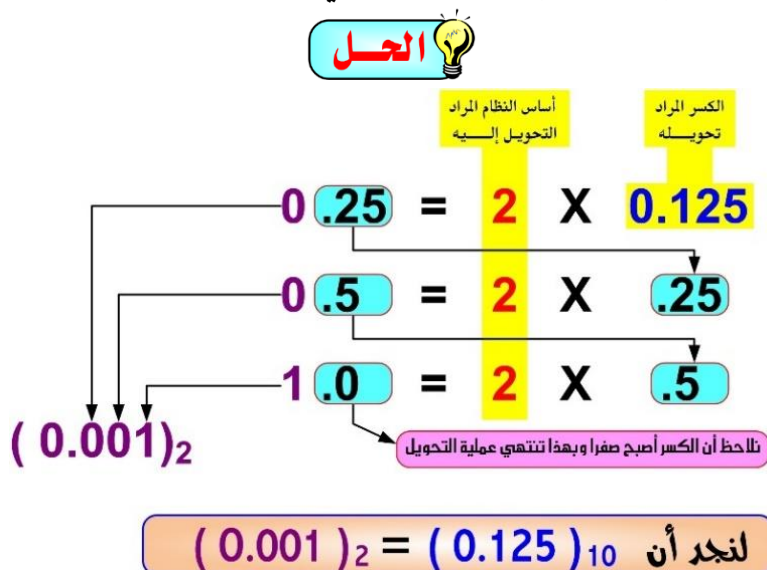 الحل
الكسر المراد
تحويله
أساس النظام المراد
التحويل إليه
0 .25 = 2 X 0.125
0 .5 = 2 X .25
1 .0 = 2 X .5
( 0.001)2
نلاحظ أن الكسر أصبح صفرا وبهذا تنتهي عملية التحويل
لنجد أن ( 0.001 )2 = ( 0.125 )10